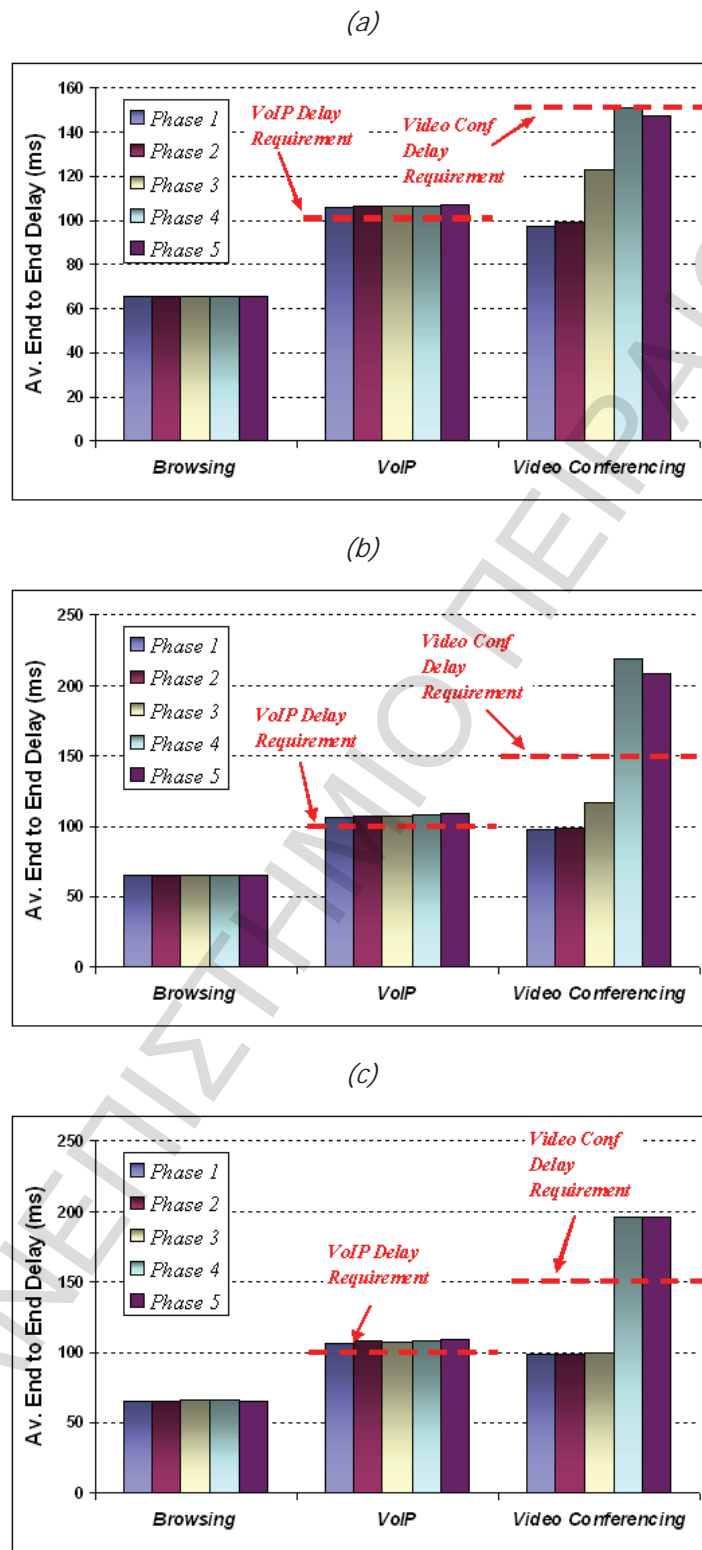 (a)
160
140
120
100
80
60
40
20
0
Av. End to End Delay (ms)
Phase 1
Phase 2
Phase 3
Phase 4
Phase 5
VoIP Delay
Requirement
Video Conf
Delay
Requirement
Browsing
VoIP
Video Conferencing
(b)
250
200
150
100
50
0
Av. End to End Delay (ms)
Phase 1
Phase 2
Phase 3
Phase 4
Phase 5
VoIP Delay
Requirement
Video Conf
Delay
Requirement
Browsing
VoIP
Video Conferencing
(c)
250
200
150
100
50
0
Av. End to End Delay (ms)
Phase 1
Phase 2
Phase 3
Phase 4
Phase 5
VoIP Delay
Requirement
Video Conf
Delay
Requirement
Browsing
VoIP
Video Conferencing